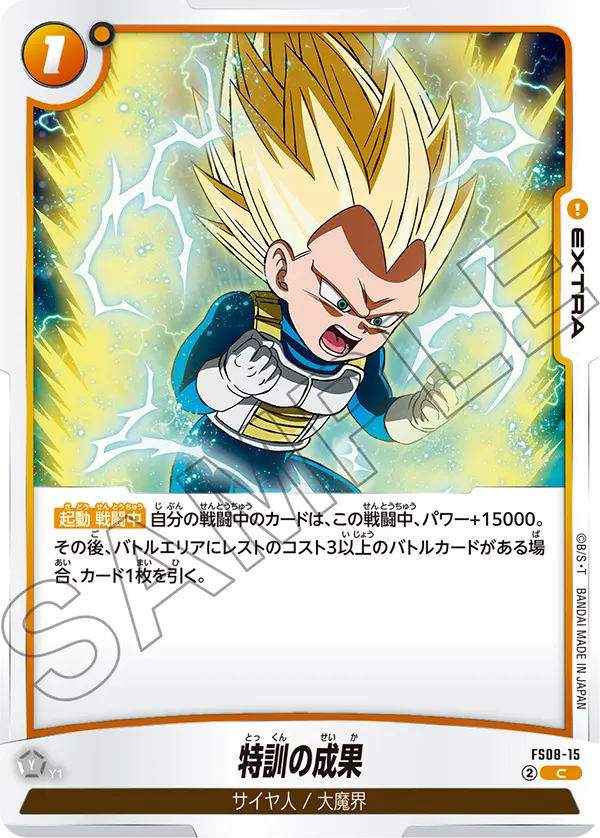 1
EXTRA
SAMPLE
起動 戦闘中 自分の戦闘中のカードは、この戦闘中、パワー+15000。
その後、バトルエリアにレストのコスト3以上のバトルカードがある場
合、カード1枚を引く。
©B/S・T BANDAI MADE IN JAPAN
特訓の成果
FS08-15
Y Y1
② C
サイヤ人 / 大魔界